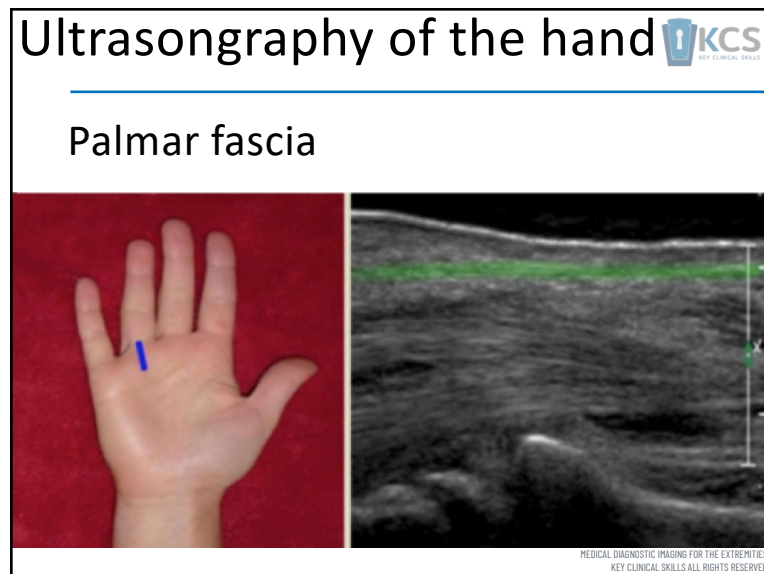 Ultrasongraphy of the hand
KCS
KEY CLINICAL SKILLS
Palmar fascia
X
MEDICAL DIAGNOSTIC IMAGING FOR THE EXTREMITIES
KEY CLINICAL SKILLS ALL RIGHTS RESERVE